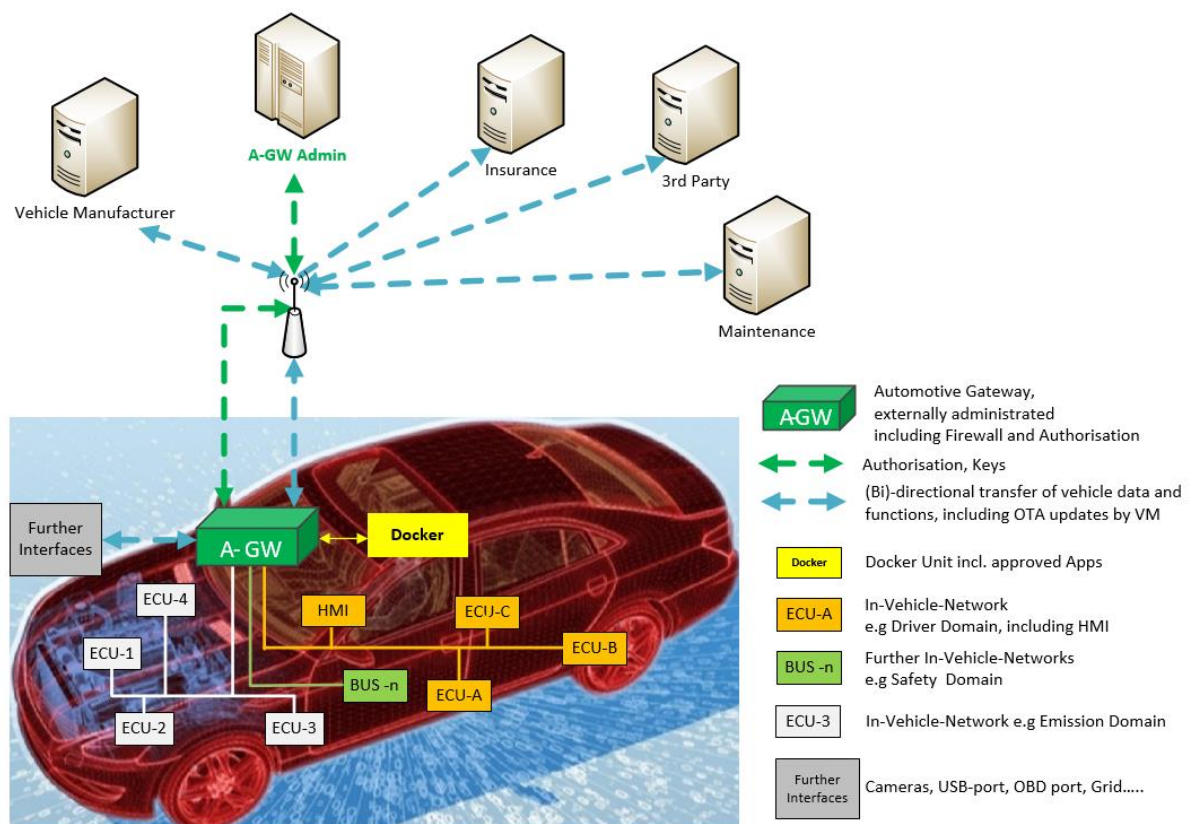 A-GW Admin
Insurance
3rd Party
Vehicle Manufacturer
Maintenance
Further
Interfaces
A- GW
Docker
ECU-4
HMI
ECU-C
ECU-1
ECU-B
BUS -n
ECU-A
ECU-2
ECU-3
A-GW
Automotive Gateway,
externally administrated
including Firewall and Authorisation
Authorisation, Keys
(Bi)-directional transfer of vehicle data and
functions, including OTA updates by VM
Docker
Docker Unit incl. approved Apps
ECU-A
In-Vehicle-Network
e.g Driver Domain, including HMI
BUS -n
Further In-Vehicle-Networks
e.g Safety Domain
ECU-3
In-Vehicle-Network e.g Emission Domain
Further
Interfaces
Cameras, USB-port, OBD port, Grid.....